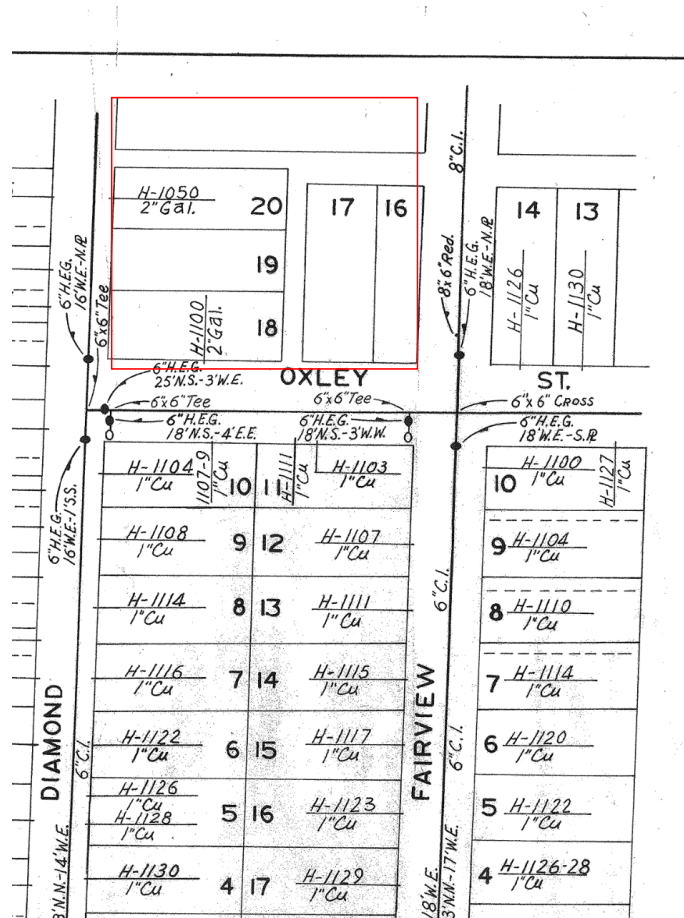 8"C.I.
H-1050
2"Gal.
20
17
16
14
13
19
H-1100
2"Gal.
18
H-1126
1"Cu
H-1130
1"Cu
6"H.E.G.
16'W.E-N.PL
6"x6"Tee
8"x6"Red.
6"H.E.G.
18'W.E-N.PL
6"H.E.G.
25'N.S.-3'W.E.
OXLEY
ST.
6"x6"Tee
6"x6"Tee
6"x6" CROSS
6"H.E.G.
18'N.S.-4'E.E.
6"H.E.G.
18'N.S.-3'W.W.
6"H.E.G.
18'W.E-S.PL
6"H.E.G.
16'W.E-1'S.S.
H-1104
1"Cu
1107-9
1"Cu
10
11
H-1111
1"Cu
H-1103
1"Cu
10
H-1100
1"Cu
H-1127
1"Cu
H-1108
1"Cu
9
12
H-1107
1"Cu
9
H-1104
1"Cu
H-1114
1"Cu
8
13
H-1111
1"Cu
6"C.I.
8
H-1110
1"Cu
H-1116
1"Cu
7
14
H-1115
1"Cu
7
H-1114
1"Cu
DIAMOND
6"C.I.
FAIRVIEW
6"C.I.
H-1122
1"Cu
6
15
H-1117
1"Cu
6
H-1120
1"Cu
H-1126
1"Cu
H-1128
1"Cu
5
16
H-1123
1"Cu
5
H-1122
1"Cu
H-1130
1"Cu
4
17
H-1129
1"Cu
4
H-1126-28
1"Cu
3'N.N.-14'W.E.
18'W.E.
3'N.N.-17'W.E.